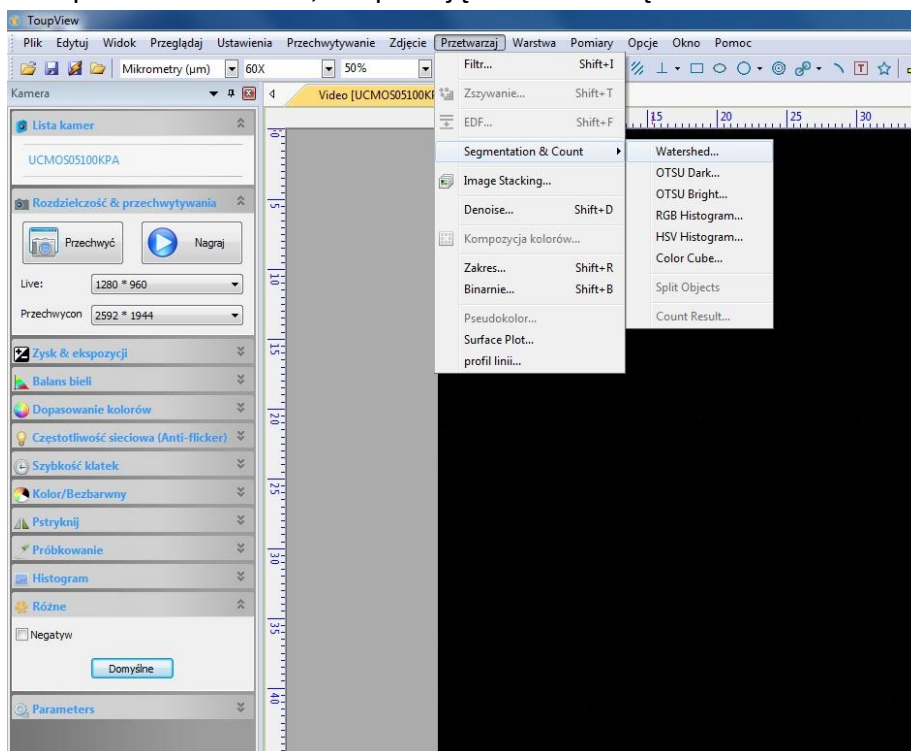 ToupView
Plik Edytuj Widok Przeglądaj Ustawienia Przechwytywanie Zdjęcie Przetwarzaj Warstwa Pomiary Opcje Okno Pomoc
Mikrometry (µm) 60X 50%
Kamera
Video [UCMOS05100K
Lista kamer
UCMOS05100KPA
Rozdzielczość & przechwytywania
Przechwyć Nagraj
Live: 1280 * 960
Przechwycon 2592 * 1944
Zysk & ekspozycji
Balans bieli
Dopasowanie kolorów
Częstotliwość sieciowa (Anti-flicker)
Szybkość klatek
Kolor/Bezbarwny
Pstryknij
Próbkowanie
Histogram
Różne
Negatyw
Domyślne
Parameters
Filtr... Shift+I
Zszywanie... Shift+T
EDF... Shift+F
Segmentation & Count
Image Stacking...
Denoise... Shift+D
Kompozycja kolorów...
Zakres... Shift+R
Binarnie... Shift+B
Pseudokolor...
Surface Plot...
profil linii...
Watershed...
OTSU Dark...
OTSU Bright...
RGB Histogram...
HSV Histogram...
Color Cube...
Split Objects
Count Result...
15 20 25 30
5
10
15
20
25
30
35
40